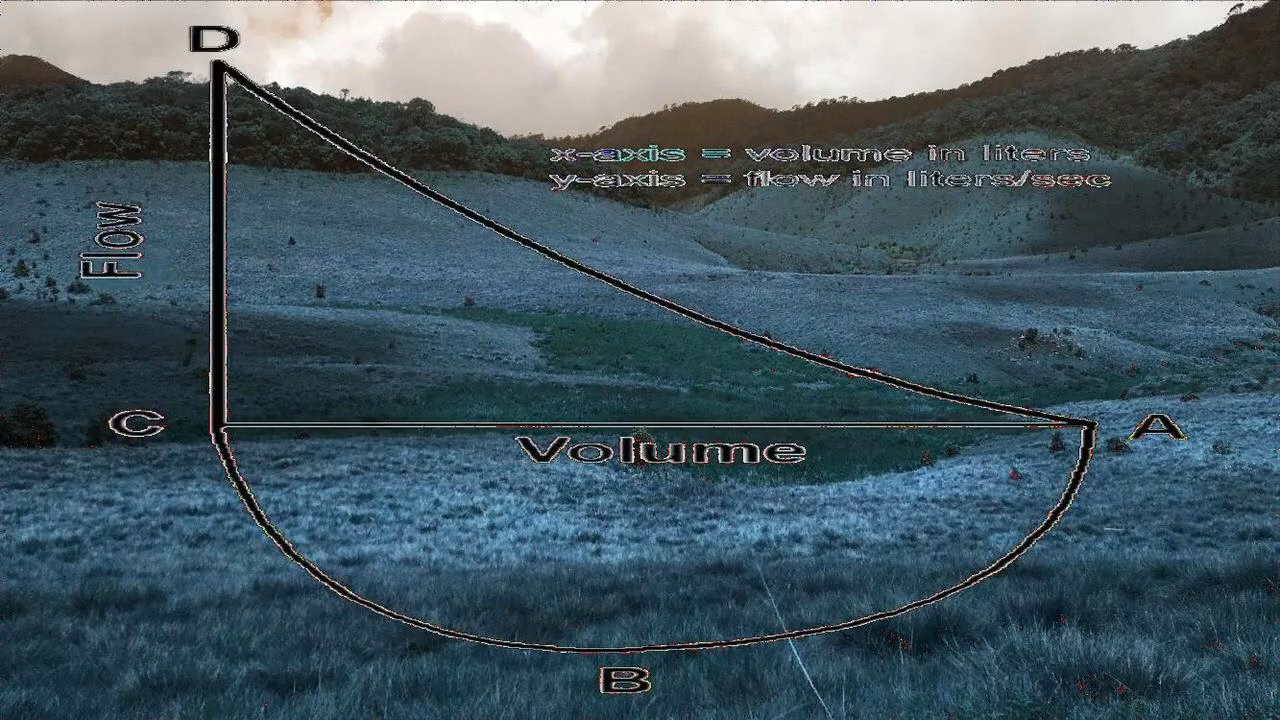 D
x-axis = volume in liters
y-axis = flow in liters/sec
Flow
C
A
Volume
B